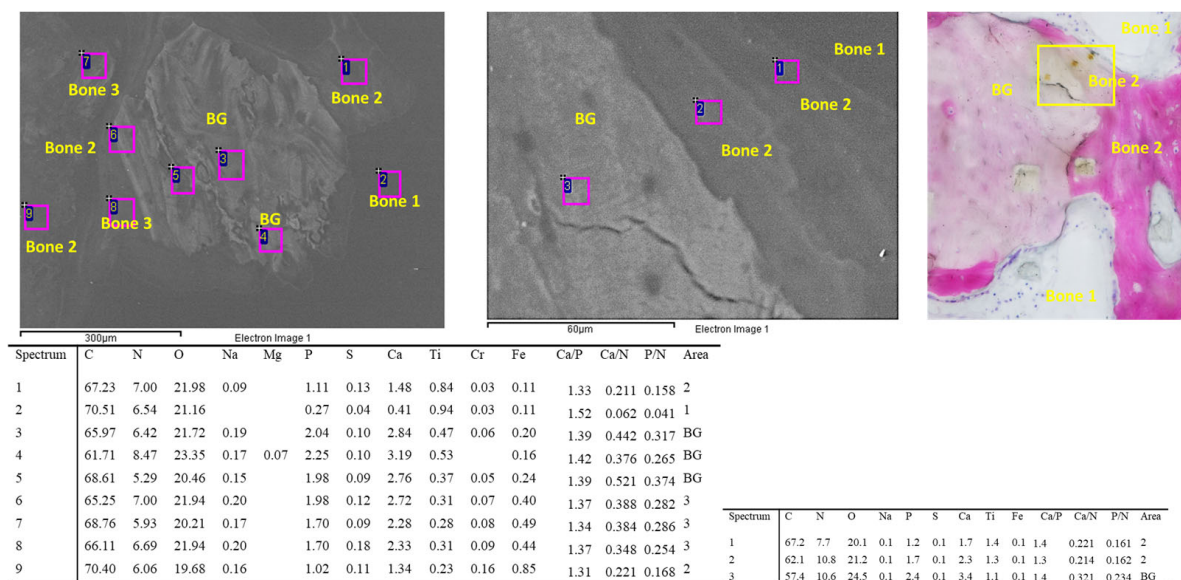 7
Bone 3
1
Bone 2
BG
6
Bone 2
3
5
2
Bone 1
8
Bone 3
9
Bone 2
BG
4
300µm
Electron Image 1
Bone 1
1
Bone 2
2
BG
Bone 2
3
60µm
Electron Image 1
Bone 1
BG
Bone 2
Bone 2
Bone 1
Spectrum C N O Na Mg P S Ca Ti Cr Fe Ca/P Ca/N P/N Area
1 67.23 7.00 21.98 0.09 1.11 0.13 1.48 0.84 0.03 0.11 1.33 0.211 0.158 2
2 70.51 6.54 21.16 0.27 0.04 0.41 0.94 0.03 0.11 1.52 0.062 0.041 1
3 65.97 6.42 21.72 0.19 2.04 0.10 2.84 0.47 0.06 0.20 1.39 0.442 0.317 BG
4 61.71 8.47 23.35 0.17 0.07 2.25 0.10 3.19 0.53 0.16 1.42 0.376 0.265 BG
5 68.61 5.29 20.46 0.15 1.98 0.09 2.76 0.37 0.05 0.24 1.39 0.521 0.374 BG
6 65.25 7.00 21.94 0.20 1.98 0.12 2.72 0.31 0.07 0.40 1.37 0.388 0.282 3
7 68.76 5.93 20.21 0.17 1.70 0.09 2.28 0.28 0.08 0.49 1.34 0.384 0.286 3
8 66.11 6.69 21.94 0.20 1.70 0.18 2.33 0.31 0.09 0.44 1.37 0.348 0.254 3
9 70.40 6.06 19.68 0.16 1.02 0.11 1.34 0.23 0.16 0.85 1.31 0.221 0.168 2
Spectrum C N O Na P S Ca Ti Fe Ca/P Ca/N P/N Area
1 67.2 7.7 20.1 0.1 1.2 0.1 1.7 1.4 0.1 1.4 0.221 0.161 2
2 62.1 10.8 21.2 0.1 1.7 0.1 2.3 1.3 0.1 1.3 0.214 0.162 2
3 57.4 10.6 24.5 0.1 2.4 0.1 3.4 1.1 0.1 1.4 0.321 0.234 BG